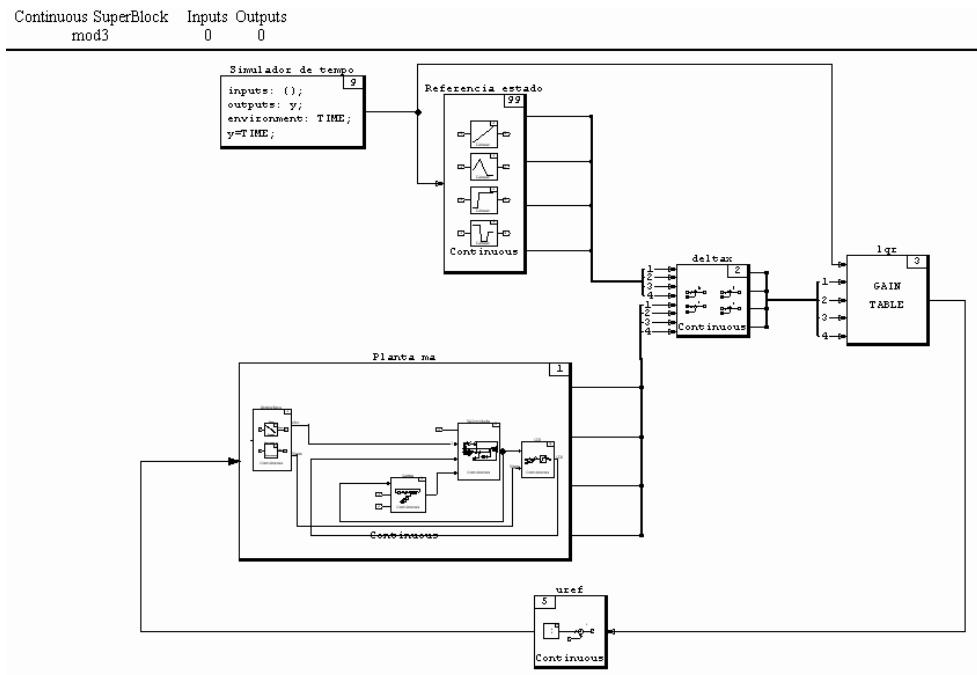 Continuous SuperBlock Inputs Outputs
mod3 0 0
Simulador de tempo
9
inputs: ();
outputs: y;
environment: TIME;
y=TIME;
Referencia estado
99
Continuous
deltax
2
1
2
3
4
1
2
3
4
Continuous
lqr
3
1
2
3
4
GAIN
TABLE
Planta ma
1
Continuous
uref
5
Continuous